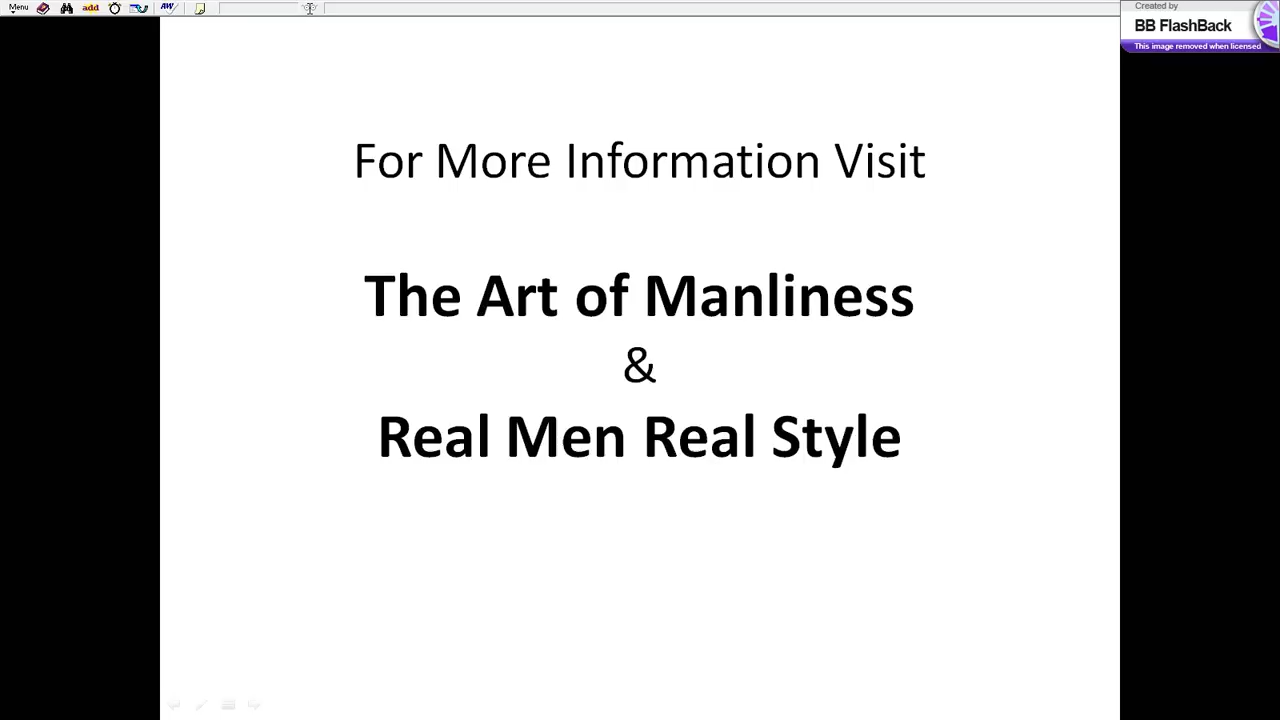 Menu add AW
Created by
BB FlashBack
This image removed when licensed
For More Information Visit
The Art of Manliness
&
Real Men Real Style